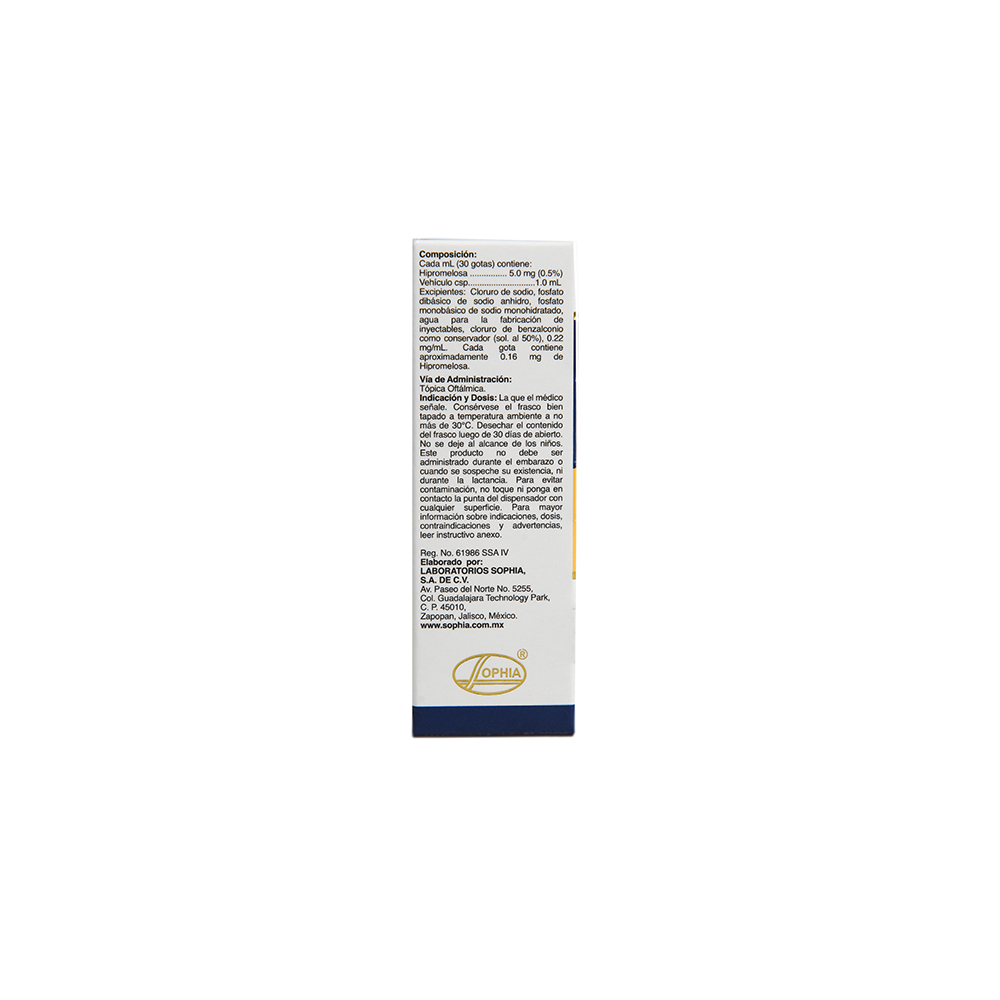 Composición:
Cada mL (30 gotas) contiene:
Hipromelosa ................ 5.0 mg (0.5%)
Vehículo csp............................1.0 mL
Excipientes: Cloruro de sodio, fosfato
dibásico de sodio anhidro, fosfato
monobásico de sodio monohidratado,
agua para la fabricación de
inyectables, cloruro de benzalconio
como conservador (sol. al 50%), 0.22
mg/mL. Cada gota contiene
aproximadamente 0.16 mg de
Hipromelosa.
Vía de Administración:
Tópica Oftálmica.
Indicación y Dosis: La que el médico
señale. Consérvese el frasco bien
tapado a temperatura ambiente a no
más de 30°C. Desechar el contenido
del frasco luego de 30 días de abierto.
No se deje al alcance de los niños.
Este producto no debe ser
administrado durante el embarazo o
cuando se sospeche su existencia, ni
durante la lactancia. Para evitar
contaminación, no toque ni ponga en
contacto la punta del dispensador con
cualquier superficie. Para mayor
información sobre indicaciones, dosis,
contraindicaciones y advertencias,
leer instructivo anexo.
Reg. No. 61986 SSA IV
Elaborado por:
LABORATORIOS SOPHIA,
S.A. DE C.V.
Av. Paseo del Norte No. 5255,
Col. Guadalajara Technology Park,
C. P. 45010,
Zapopan, Jalisco, México.
www.sophia.com.mx
SOPHIA ®